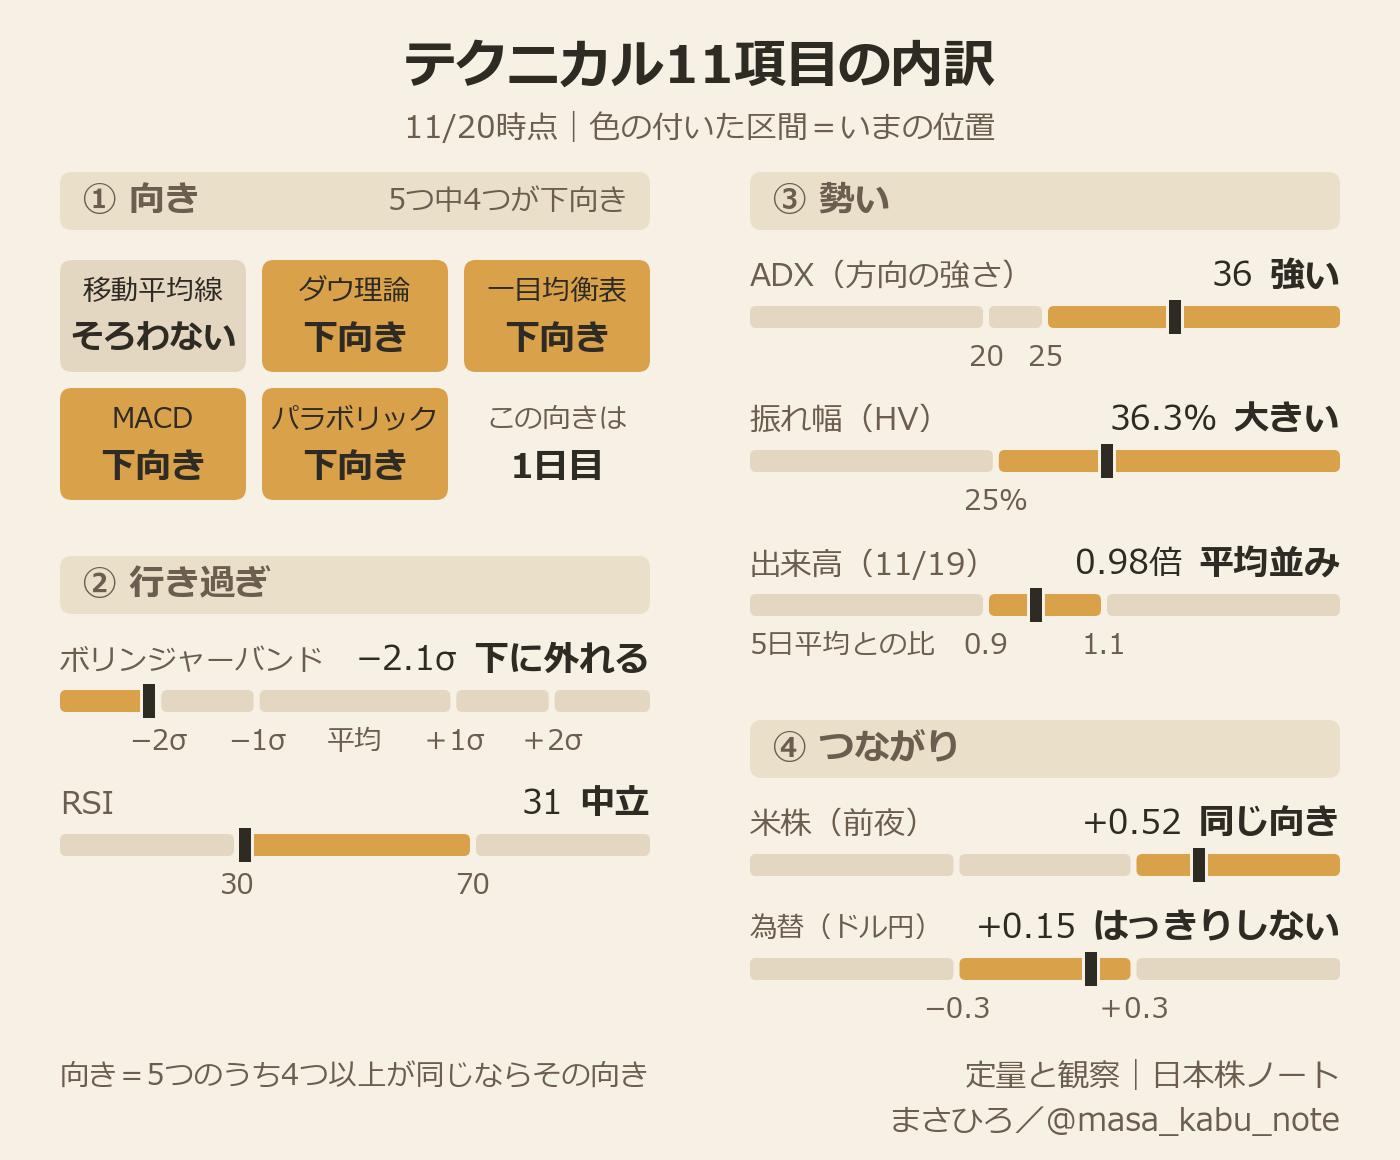 テクニカル11項目の内訳
11/20時点｜色の付いた区間＝いまの位置
① 向き 5つ中4つが下向き
移動平均線 ダウ理論 一目均衡表
そろわない 下向き 下向き
MACD パラボリック この向きは
下向き 下向き 1日目
② 行き過ぎ
ボリンジャーバンド −2.1σ 下に外れる
−2σ −1σ 平均 +1σ +2σ
RSI 31 中立
30 70
向き＝5つのうち4つ以上が同じならその向き
③ 勢い
ADX（方向の強さ） 36 強い
20 25
振れ幅（HV） 36.3% 大きい
25%
出来高（11/19） 0.98倍 平均並み
5日平均との比 0.9 1.1
④ つながり
米株（前夜） +0.52 同じ向き
為替（ドル円） +0.15 はっきりしない
−0.3 +0.3
定量と観察｜日本株ノート
まさひろ／@masa_kabu_note